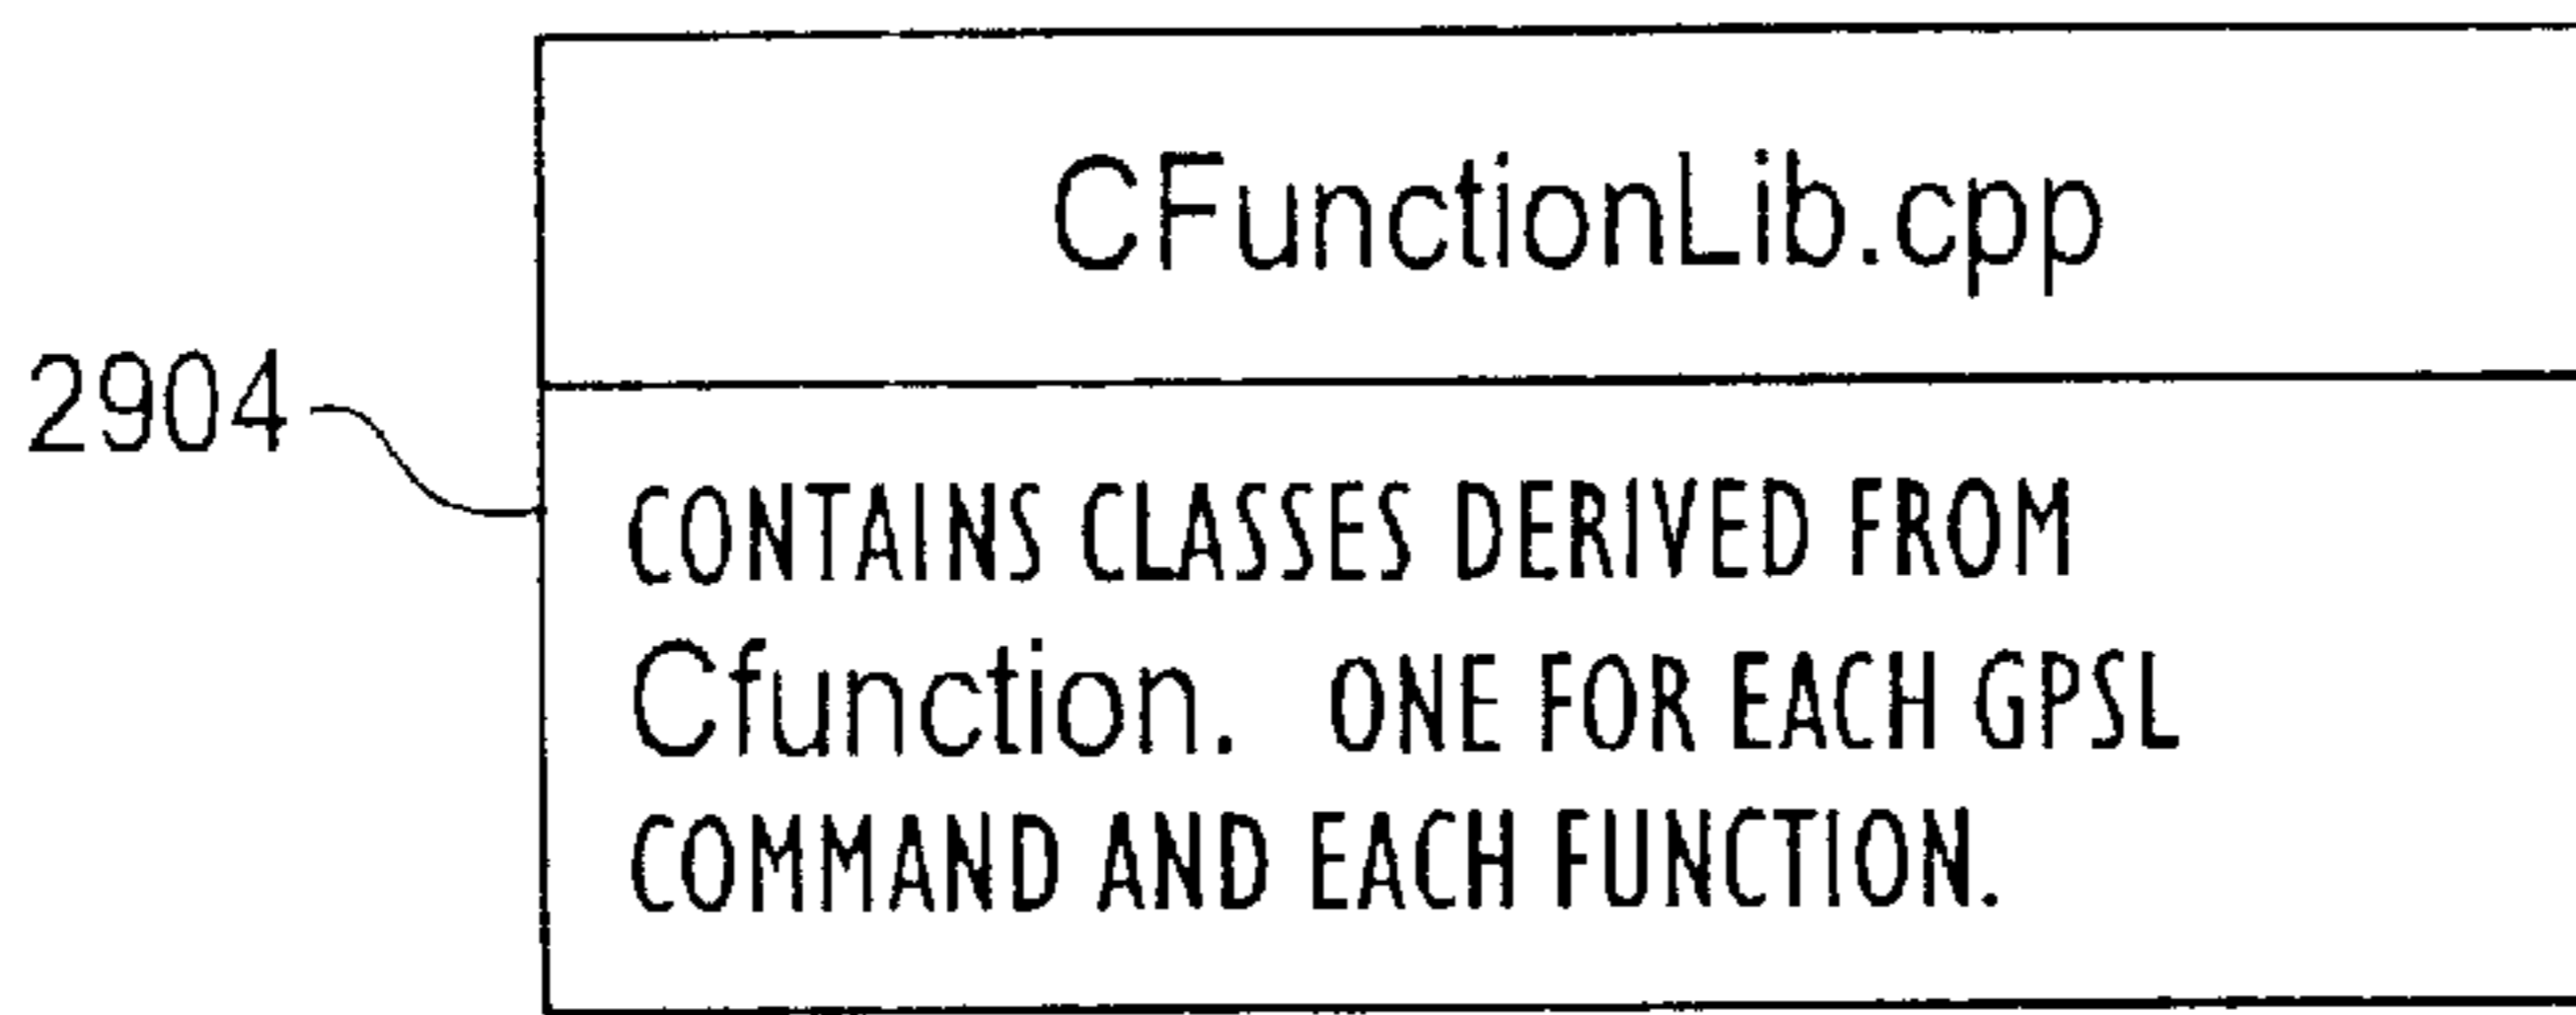 CFunctionLib.cpp
2904
CONTAINS CLASSES DERIVED FROM
Cfunction. ONE FOR EACH GPSL
COMMAND AND EACH FUNCTION.